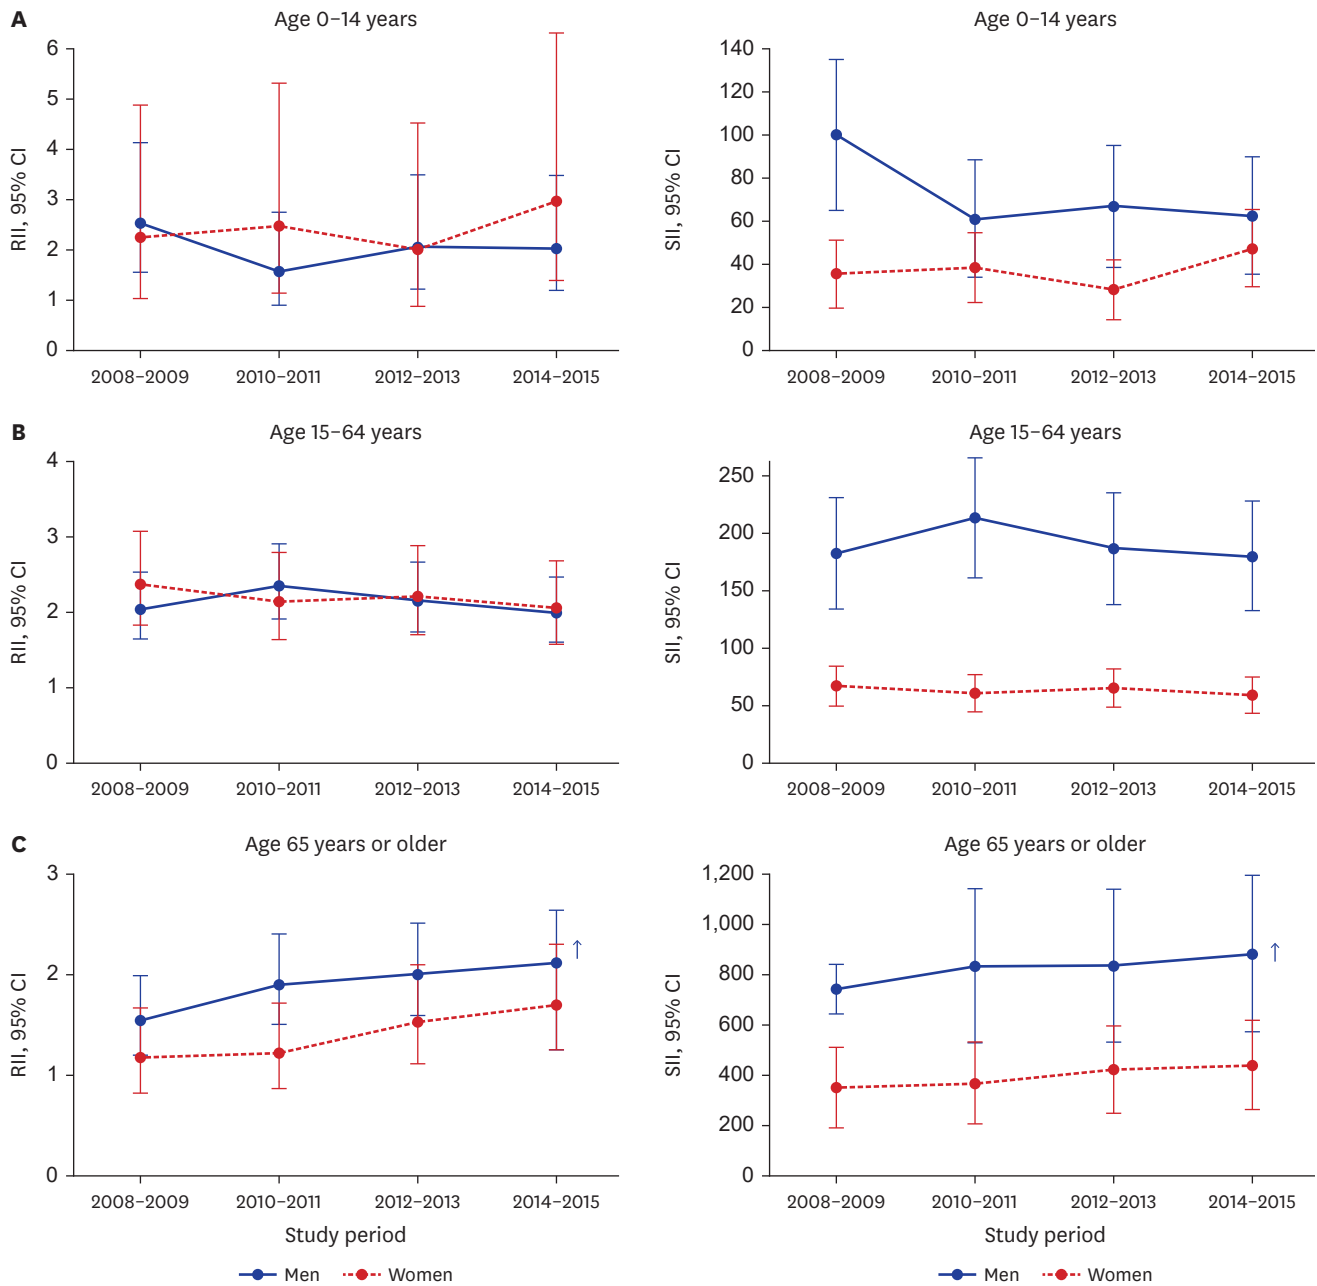 A
Age 0–14 years
RII, 95% CI
6
5
4
3
2
1
0
2008–2009 2010–2011 2012–2013 2014–2015
Age 0–14 years
SII, 95% CI
140
120
100
80
60
40
20
0
2008–2009 2010–2011 2012–2013 2014–2015
B
Age 15–64 years
RII, 95% CI
4
3
2
1
0
2008–2009 2010–2011 2012–2013 2014–2015
Age 15–64 years
SII, 95% CI
250
200
150
100
50
0
2008–2009 2010–2011 2012–2013 2014–2015
C
Age 65 years or older
RII, 95% CI
3
2
1
0
↑
2008–2009 2010–2011 2012–2013 2014–2015
Study period
Men Women
Age 65 years or older
SII, 95% CI
1,200
1,000
800
600
400
200
0
↑
2008–2009 2010–2011 2012–2013 2014–2015
Study period
Men Women